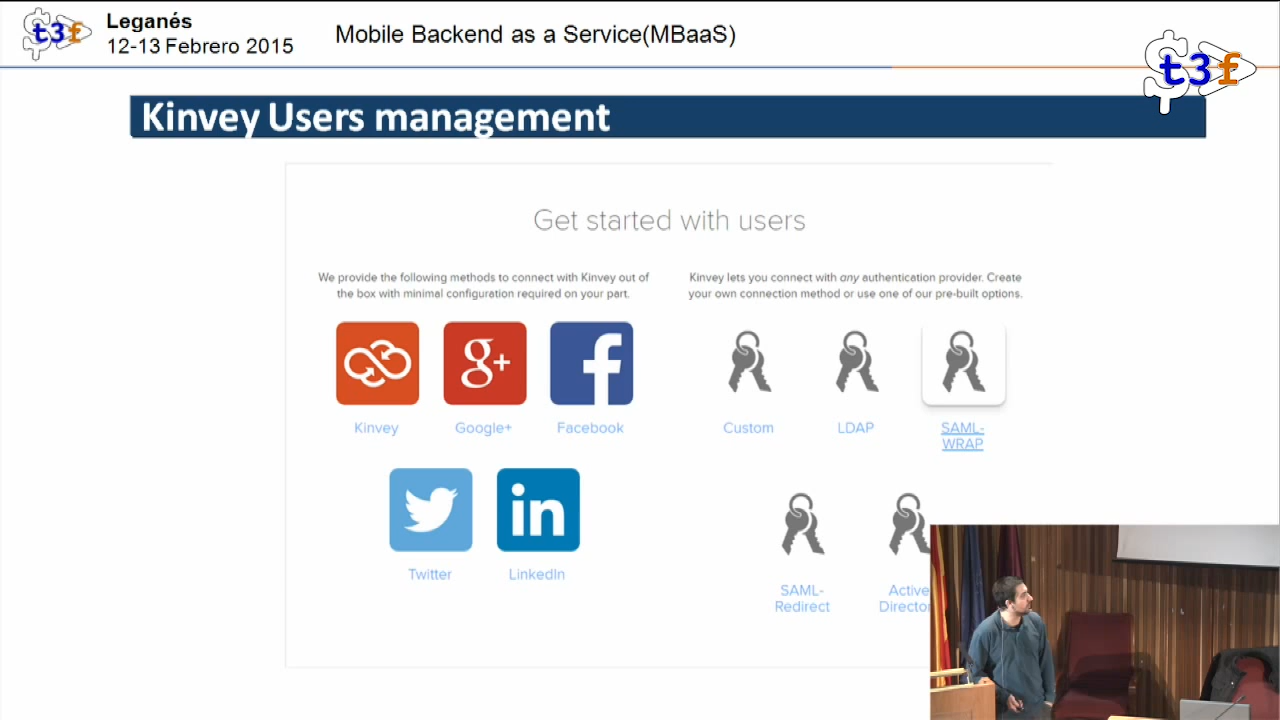 t3f
Leganés
12-13 Febrero 2015
Mobile Backend as a Service(MBaaS)
t3f
Kinvey Users management
Get started with users
We provide the following methods to connect with Kinvey out of
the box with minimal configuration required on your part.
Kinvey lets you connect with any authentication provider. Create
your own connection method or use one of our pre-built options.
g+
f
Kinvey
Google+
Facebook
Custom
LDAP
SAML-
WRAP
in
Twitter
LinkedIn
SAML-
Redirect
Active
Director